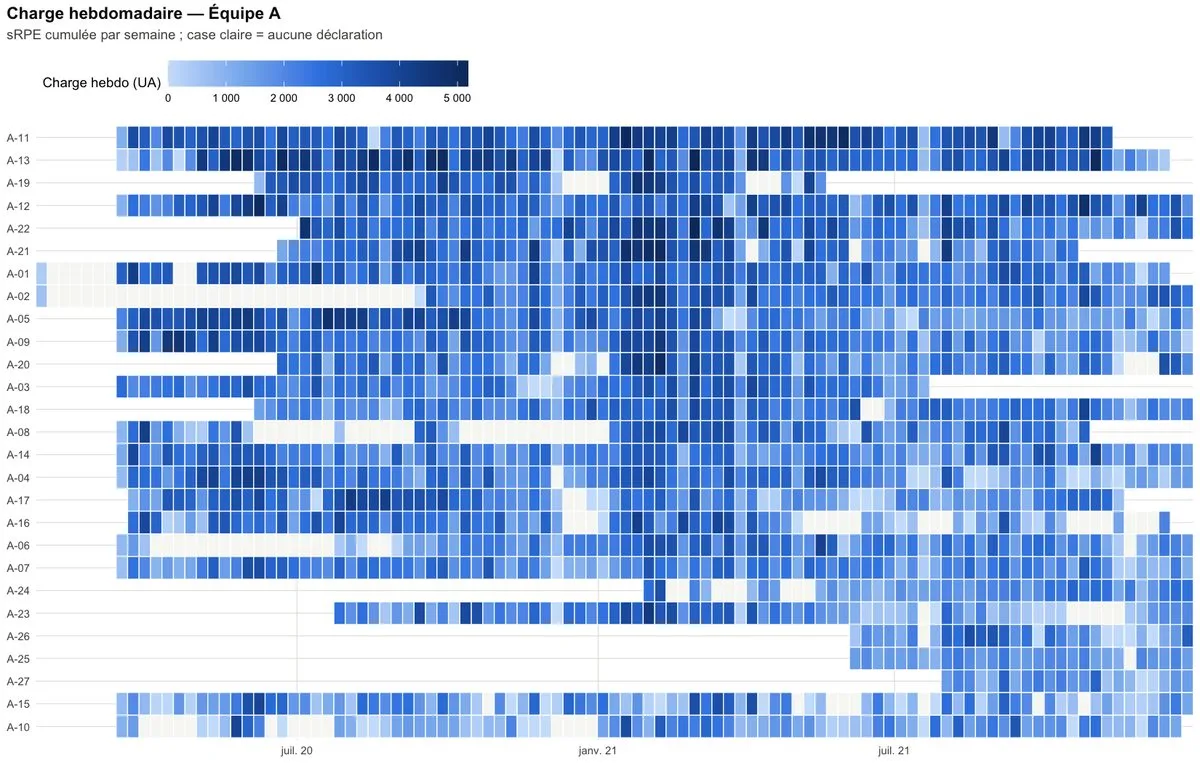 Charge hebdomadaire — Équipe A
sRPE cumulée par semaine ; case claire = aucune déclaration
Charge hebdo (UA)
0 1 000 2 000 3 000 4 000 5 000
A-11
A-13
A-19
A-12
A-22
A-21
A-01
A-02
A-05
A-09
A-20
A-03
A-18
A-08
A-14
A-04
A-17
A-16
A-06
A-07
A-24
A-23
A-26
A-25
A-27
A-15
A-10
juil. 20 janv. 21 juil. 21